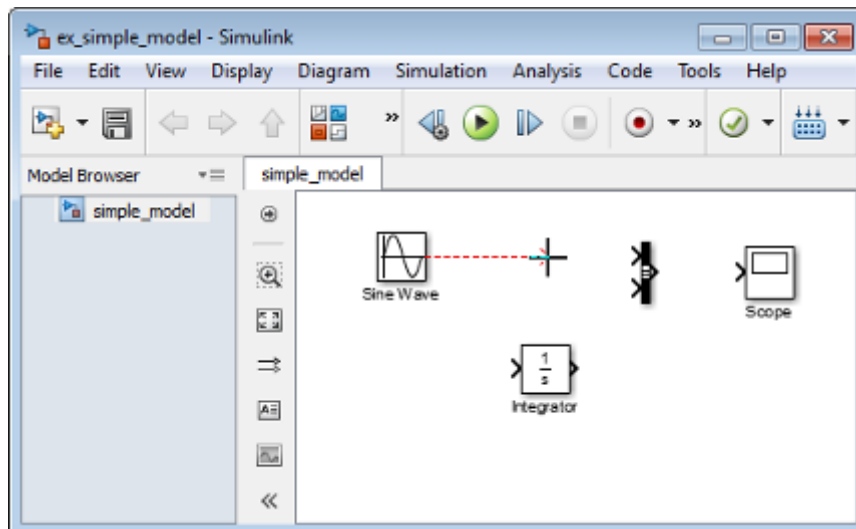 ex_simple_model - Simulink
File Edit View Display Diagram Simulation Analysis Code Tools Help
Model Browser
simple_model
simple_model
Sine Wave
Scope
1
s
Integrator